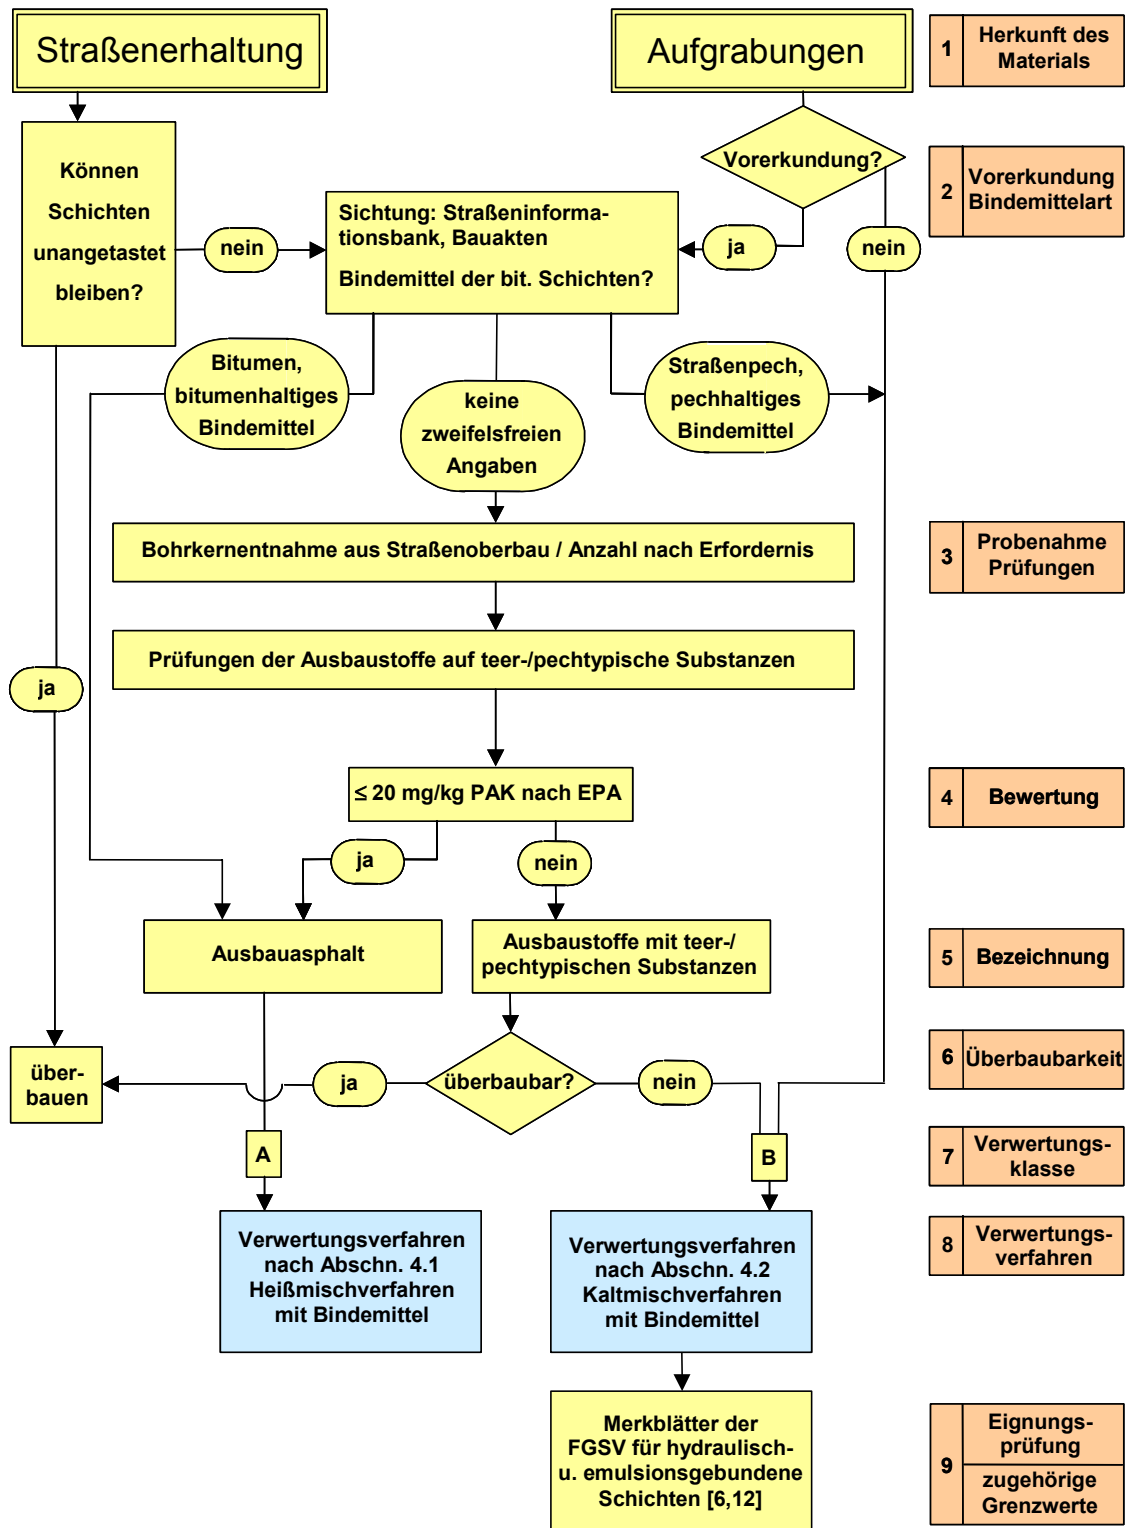 Straßenerhaltung
Aufgrabungen
1
Herkunft des
Materials
Können
Schichten
unangetastet
bleiben?
Vorerkundung?
2
Vorerkundung
Bindemittelart
nein
Sichtung: Straßeninforma-
tionsbank, Bauakten
Bindemittel der bit. Schichten?
ja
nein
Bitumen,
bitumenhaltiges
Bindemittel
keine
zweifelsfreien
Angaben
Straßenpech,
pechhaltiges
Bindemittel
Bohrkernentnahme aus Straßenoberbau / Anzahl nach Erfordernis
3
Probenahme
Prüfungen
Prüfungen der Ausbaustoffe auf teer-/pechtypische Substanzen
ja
≤ 20 mg/kg PAK nach EPA
4
Bewertung
ja
nein
Ausbauasphalt
Ausbaustoffe mit teer-/
pechtypischen Substanzen
5
Bezeichnung
über-
bauen
ja
überbaubar?
nein
6
Überbaubarkeit
A
B
7
Verwertungs-
klasse
Verwertungsverfahren
nach Abschn. 4.1
Heißmischverfahren
mit Bindemittel
Verwertungsverfahren
nach Abschn. 4.2
Kaltmischverfahren
mit Bindemittel
8
Verwertungs-
verfahren
Merkblätter der
FGSV für hydraulisch-
u. emulsionsgebundene
Schichten [6,12]
9
Eignungs-
prüfung
zugehörige
Grenzwerte